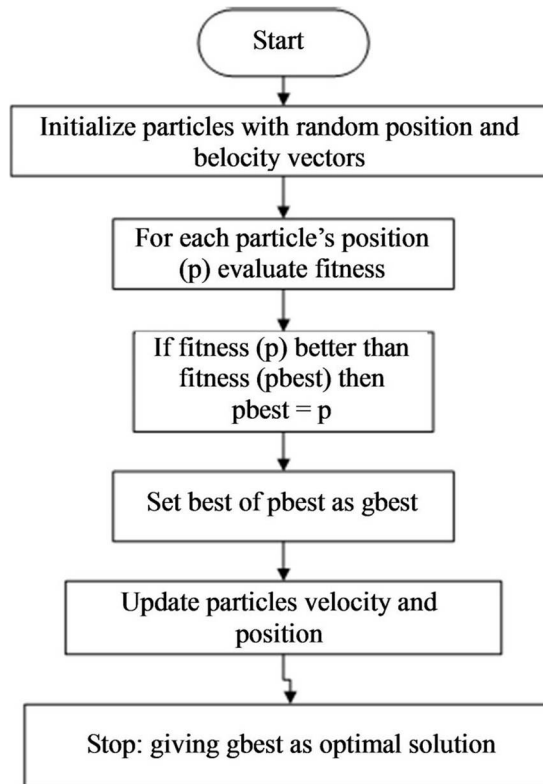 Start
Initialize particles with random position and
belocity vectors
For each particle’s position
(p) evaluate fitness
If fitness (p) better than
fitness (pbest) then
pbest = p
Set best of pbest as gbest
Update particles velocity and
position
Stop: giving gbest as optimal solution